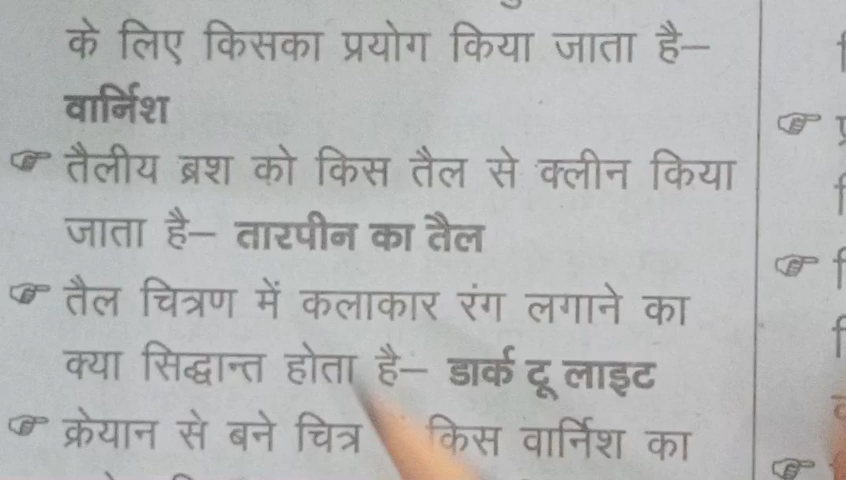 के लिए किसका प्रयोग किया जाता है–
वार्निश
☞ तैलीय ब्रश को किस तैल से क्लीन किया
जाता है– तारपीन का तैल
☞ तैल चित्रण में कलाकार रंग लगाने का
क्या सिद्धान्त होता है– डार्क टू लाइट
☞ क्रेयान से बने चित्र किस वार्निश का